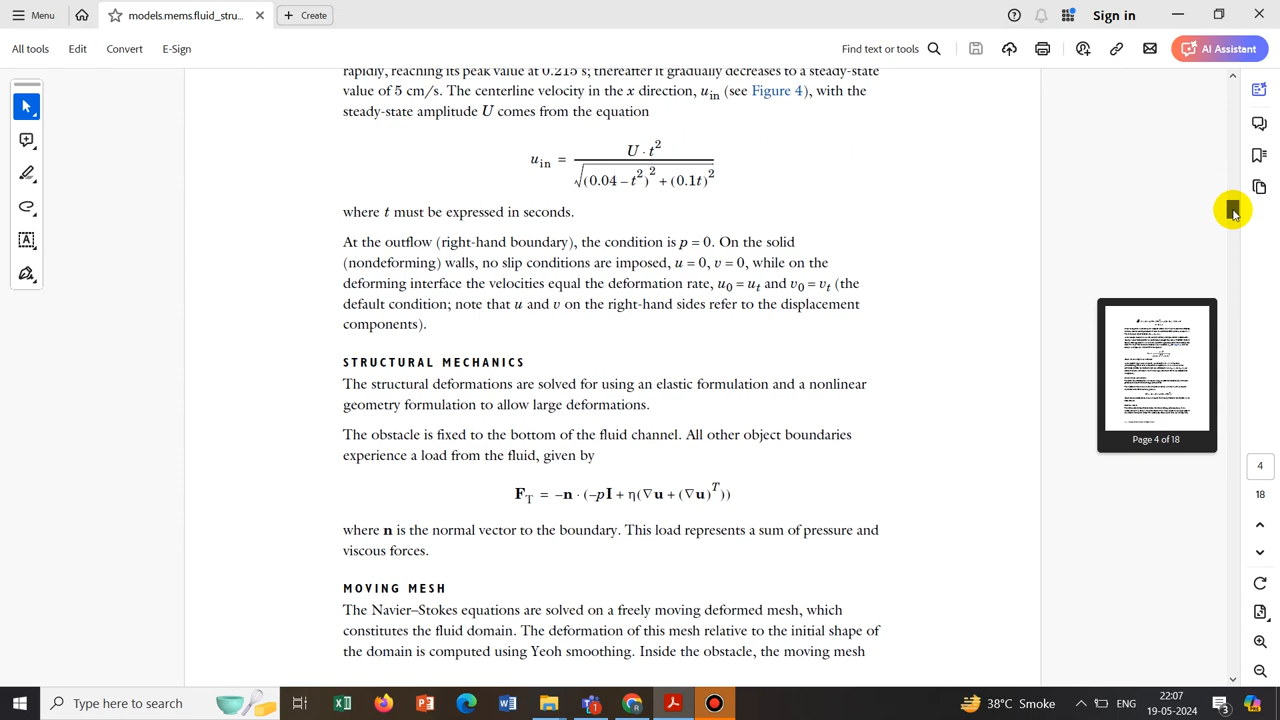 Menu
models.mems.fluid_stru...
Create
Sign in
All tools
Edit
Convert
E-Sign
Find text or tools
AI Assistant
rapidly, reaching its peak value at 0.215 s; thereafter it gradually decreases to a steady-state
value of 5 cm/s. The centerline velocity in the x direction, u_in (see Figure 4), with the
steady-state amplitude U comes from the equation
u_in = U · t² / √((0.04 – t²)² + (0.1t)²)
where t must be expressed in seconds.
At the outflow (right-hand boundary), the condition is p = 0. On the solid
(nondeforming) walls, no slip conditions are imposed, u = 0, v = 0, while on the
deforming interface the velocities equal the deformation rate, u₀ = uₜ and v₀ = vₜ (the
default condition; note that u and v on the right-hand sides refer to the displacement
components).
STRUCTURAL MECHANICS
The structural deformations are solved for using an elastic formulation and a nonlinear
geometry formulation to allow large deformations.
The obstacle is fixed to the bottom of the fluid channel. All other object boundaries
experience a load from the fluid, given by
F_T = –n · (–pI + η(∇u + (∇u)^T))
where n is the normal vector to the boundary. This load represents a sum of pressure and
viscous forces.
MOVING MESH
The Navier–Stokes equations are solved on a freely moving deformed mesh, which
constitutes the fluid domain. The deformation of this mesh relative to the initial shape of
the domain is computed using Yeoh smoothing. Inside the obstacle, the moving mesh
Page 4 of 18
4
18
Type here to search
38°C Smoke
22:07
19-05-2024
3